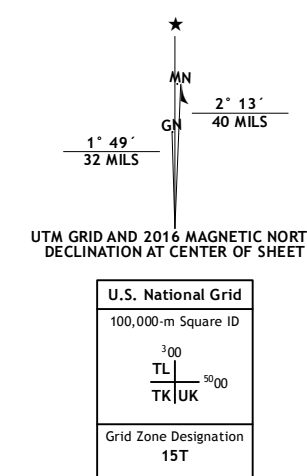 ★
MN
GN
2° 13´
40 MILS
1° 49´
32 MILS
UTM GRID AND 2016 MAGNETIC NORT
DECLINATION AT CENTER OF SHEET
U.S. National Grid
100,000-m Square ID
³00
TL
⁵⁰00
TK UK
Grid Zone Designation
15T